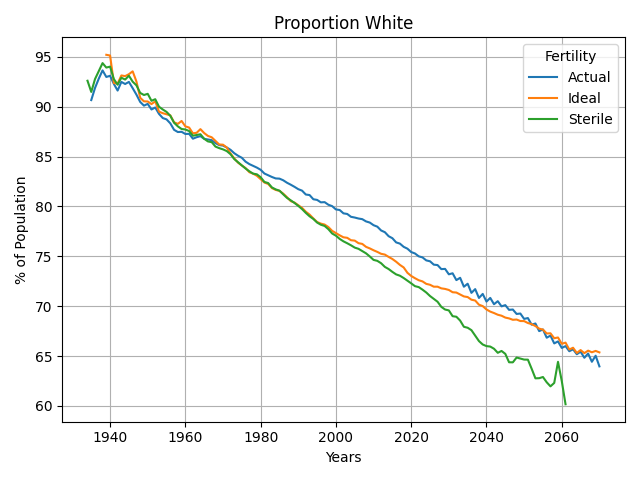 Proportion White
Fertility
Actual
Ideal
Sterile
% of Population
95
90
85
80
75
70
65
60
1940
1960
1980
2000
2020
2040
2060
Years